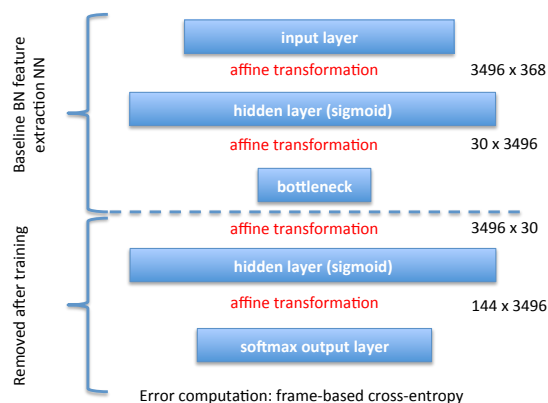 input layer
affine transformation 3496 x 368
hidden layer (sigmoid)
affine transformation 30 x 3496
bottleneck
Baseline BN feature
extraction NN
affine transformation 3496 x 30
hidden layer (sigmoid)
affine transformation 144 x 3496
softmax output layer
Removed after training
Error computation: frame-based cross-entropy